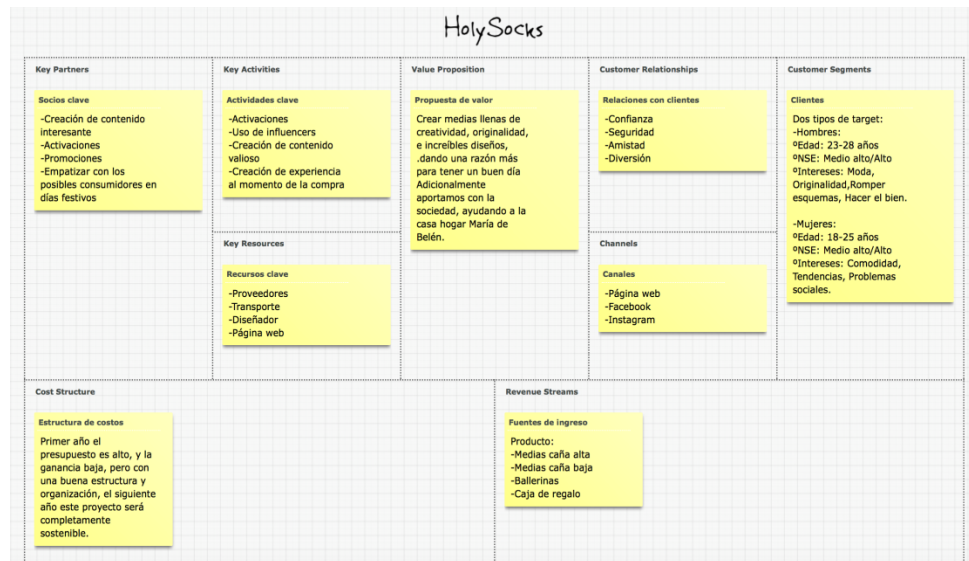 HolySocks
Key Partners
Socios clave
-Creación de contenido
interesante
-Activaciones
-Promociones
-Empatizar con los
posibles consumidores en
días festivos
Key Activities
Actividades clave
-Activaciones
-Uso de influencers
-Creación de contenido
valioso
-Creación de experiencia
al momento de la compra
Key Resources
Recursos clave
-Proveedores
-Transporte
-Diseñador
-Página web
Value Proposition
Propuesta de valor
Crear medias llenas de
creatividad, originalidad,
e increíbles diseños,
.dando una razón más
para tener un buen día
Adicionalmente
aportamos con la
sociedad, ayudando a la
casa hogar María de
Belén.
Customer Relationships
Relaciones con clientes
-Confianza
-Seguridad
-Amistad
-Diversión
Channels
Canales
-Página web
-Facebook
-Instagram
Customer Segments
Clientes
Dos tipos de target:
-Hombres:
ºEdad: 23-28 años
ºNSE: Medio alto/Alto
ºIntereses: Moda,
Originalidad,Romper
esquemas, Hacer el bien.
-Mujeres:
ºEdad: 18-25 años
ºNSE: Medio alto/Alto
ºIntereses: Comodidad,
Tendencias, Problemas
sociales.
Cost Structure
Estructura de costos
Primer año el
presupuesto es alto, y la
ganancia baja, pero con
una buena estructura y
organización, el siguiente
año este proyecto será
completamente
sostenible.
Revenue Streams
Fuentes de ingreso
Producto:
-Medias caña alta
-Medias caña baja
-Ballerinas
-Caja de regalo